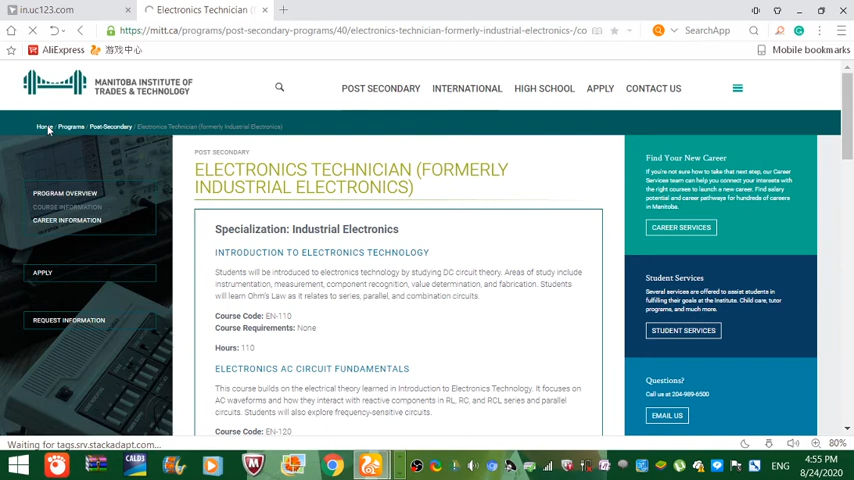 in.uc123.com
Electronics Technician (formerly
https://mitt.ca/programs/post-secondary-programs/40/electronics-technician-formerly-industrial-electronics-/co
SearchApp
AliExpress
游戏中心
Mobile bookmarks
MANITOBA INSTITUTE OF
TRADES & TECHNOLOGY
POST SECONDARY
INTERNATIONAL
HIGH SCHOOL
APPLY
CONTACT US
Home / Programs / Post-Secondary / Electronics Technician (formerly Industrial Electronics)
PROGRAM OVERVIEW
COURSE INFORMATION
CAREER INFORMATION
APPLY
REQUEST INFORMATION
POST SECONDARY
ELECTRONICS TECHNICIAN (FORMERLY
INDUSTRIAL ELECTRONICS)
Specialization: Industrial Electronics
INTRODUCTION TO ELECTRONICS TECHNOLOGY
Students will be introduced to electronics technology by studying DC circuit theory. Areas of study include
instrumentation, measurement, component recognition, value determination, and fabrication. Students
will learn Ohm's Law as it relates to series, parallel, and combination circuits.
Course Code: EN-110
Course Requirements: None
Hours: 110
ELECTRONICS AC CIRCUIT FUNDAMENTALS
This course builds on the electrical theory learned in Introduction to Electronics Technology. It focuses on
AC waveforms and how they interact with reactive components in RL, RC, and RCL series and parallel
circuits. Students will also explore frequency-sensitive circuits.
Course Code: EN-120
Find Your New Career
If you're not sure how to take that next step, our Career
Services team can help you connect your interests with
the right courses to launch a new career. Find salary
potential and career pathways for hundreds of careers
in Manitoba.
CAREER SERVICES
Student Services
Several services are offered to assist students in
fulfilling their goals at the Institute. Child care, tutor
programs, and much more.
STUDENT SERVICES
Questions?
Call us at 204-989-6500
EMAIL US
Waiting for tags.srv.stackadapt.com...
80%
CALD3
ENG
4:55 PM
8/24/2020